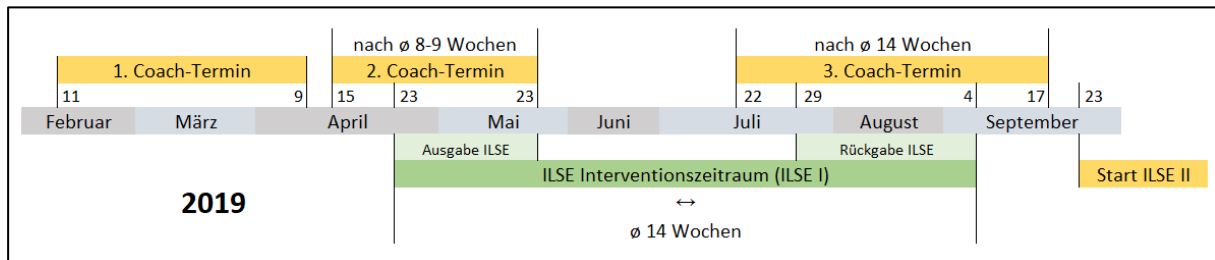 nach ø 8-9 Wochen nach ø 14 Wochen
1. Coach-Termin 2. Coach-Termin 3. Coach-Termin
11 9 15 23 23 22 29 4 17 23
Februar März April Mai Juni Juli August September
Ausgabe ILSE Rückgabe ILSE
ILSE Interventionszeitraum (ILSE I) Start ILSE II
2019
↔
ø 14 Wochen